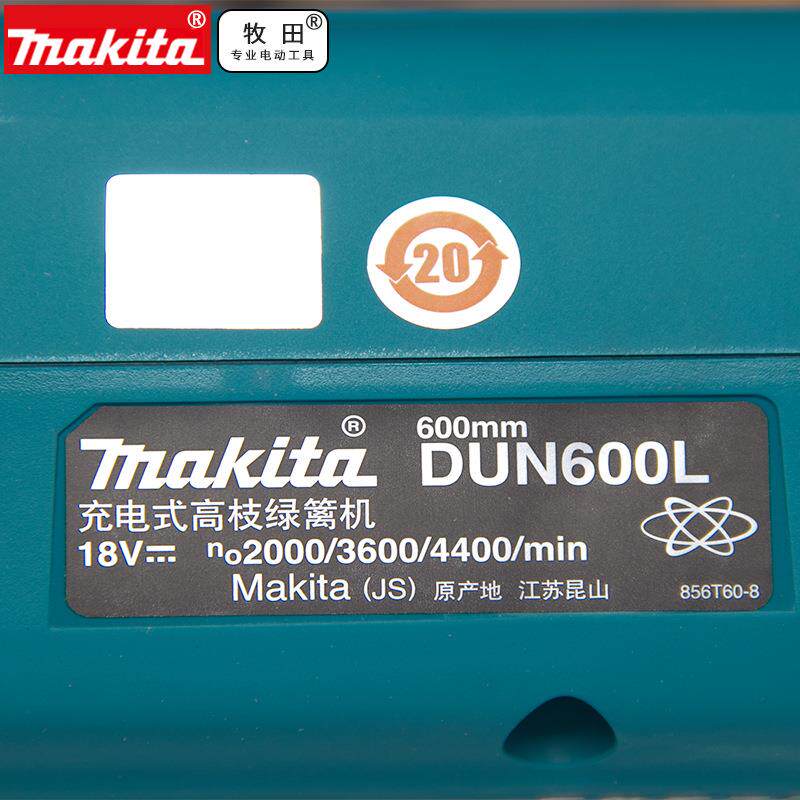 makita®
牧田®
专业电动工具
20
makita®
600mm
DUN600L
充电式高枝绿篱机
18V⎓ no2000/3600/4400/min
Makita (JS) 原产地 江苏昆山
856T60-8